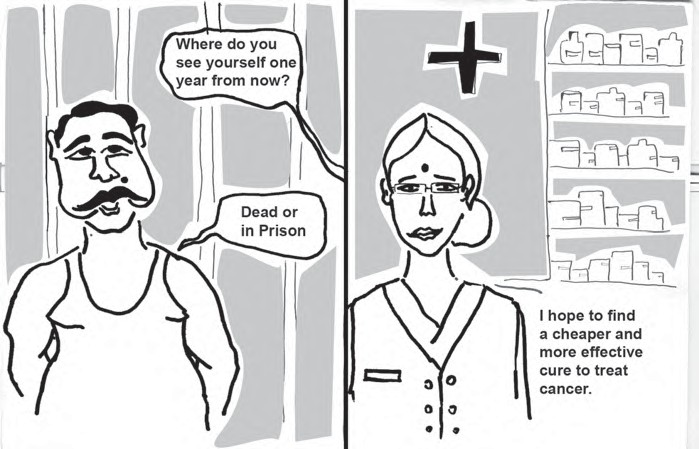 Where do you
see yourself one
year from now?
Dead or
in Prison
I hope to find
a cheaper and
more effective
cure to treat
cancer.